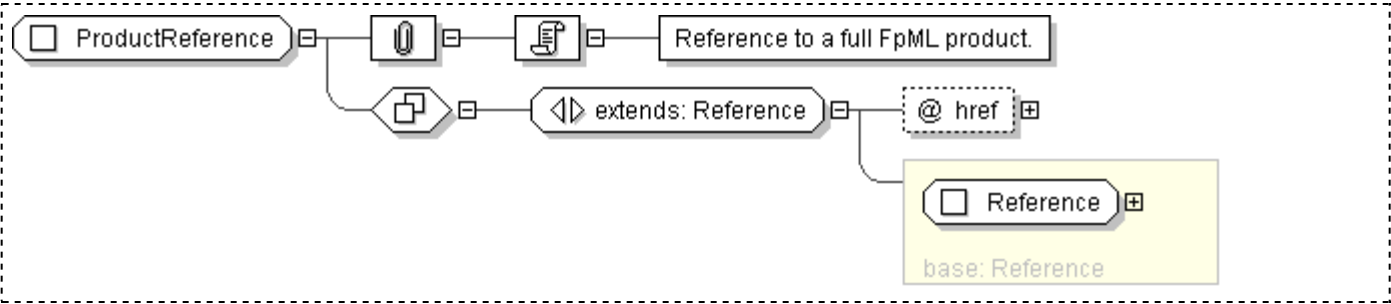 ProductReference
Reference to a full FpML product.
extends: Reference
@ href
Reference
base: Reference